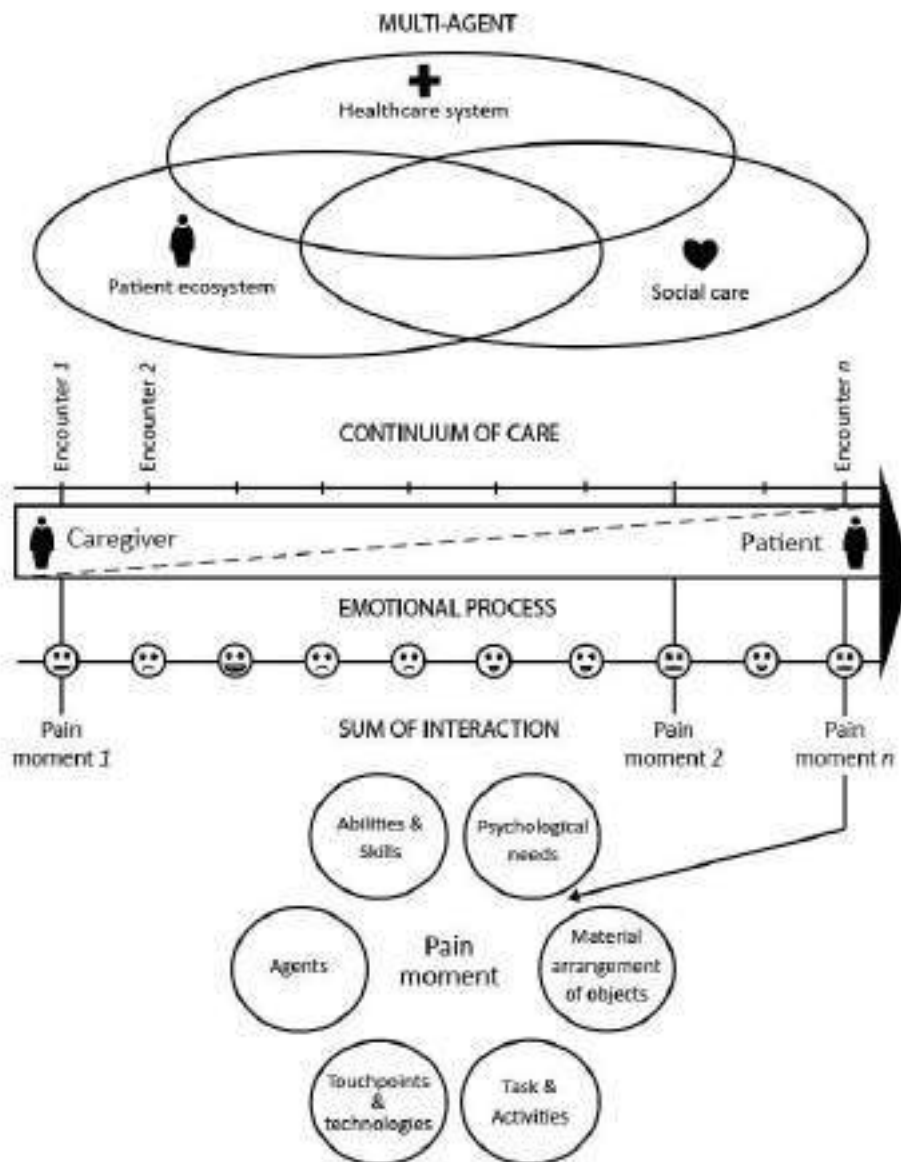 MULTI-AGENT
Healthcare system
Patient ecosystem
Social care
Encounter 1
Encounter 2
Encounter n
CONTINUUM OF CARE
Caregiver
Patient
EMOTIONAL PROCESS
Pain
moment 1
SUM OF INTERACTION
Pain
moment 2
Pain
moment n
Abilities &
Skills
Psychological
needs
Agents
Pain
moment
Material
arrangement
of objects
Touchpoints
&
technologies
Task &
Activities